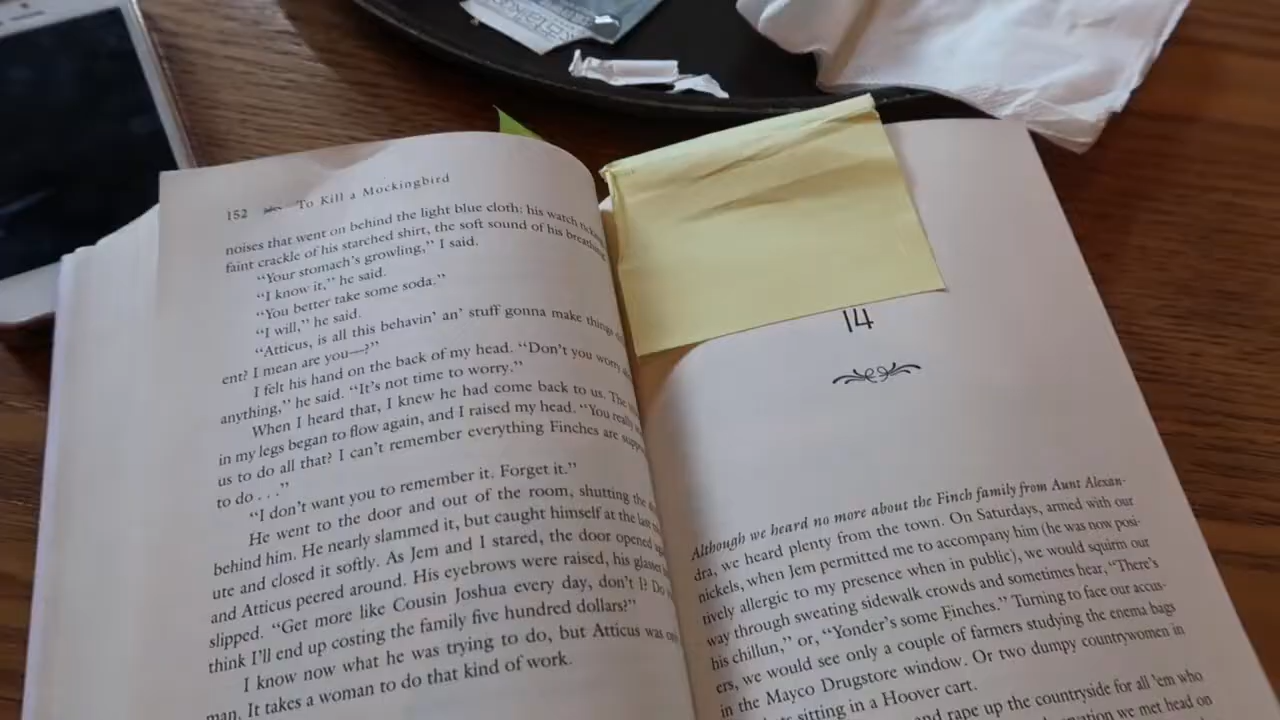 152 To Kill a Mockingbird
noises that went on behind the light blue cloth: his watch
faint crackle of his starched shirt, the soft sound of his
“Your stomach’s growling,” I said.
“I know it,” he said.
“You better take some soda.”
“I will,” he said.
“Atticus, is all this behavin’ an’ stuff gonna make things
ent? I mean are you—?”
I felt his hand on the back of my head. “Don’t you worry
anything,” he said. “It’s not time to worry.”
When I heard that, I knew he had come back to us. The
in my legs began to flow again, and I raised my head. “You really
us to do all that? I can’t remember everything Finches are
to do . . .”
“I don’t want you to remember it. Forget it.”
He went to the door and out of the room, shutting the
behind him. He nearly slammed it, but caught himself at the last
ute and closed it softly. As Jem and I stared, the door opened
and Atticus peered around. His eyebrows were raised, his glasses
slipped. “Get more like Cousin Joshua every day, don’t I? Do
think I’ll end up costing the family five hundred dollars?”
I know now what he was trying to do, but Atticus was
man. It takes a woman to do that kind of work.
14
Although we heard no more about the Finch family from Aunt Alexan-
dra, we heard plenty from the town. On Saturdays, armed with our
nickels, when Jem permitted me to accompany him (he was now posi-
tively allergic to my presence when in public), we would squirm our
way through sweating sidewalk crowds and sometimes hear, “There’s
his chillun,” or, “Yonder’s some Finches.” Turning to face our accus-
ers, we would see only a couple of farmers studying the enema bags
in the Mayco Drugstore window. Or two dumpy countrywomen in
sitting in a Hoover cart.
and rape up the countryside for all ’em who
we met head on